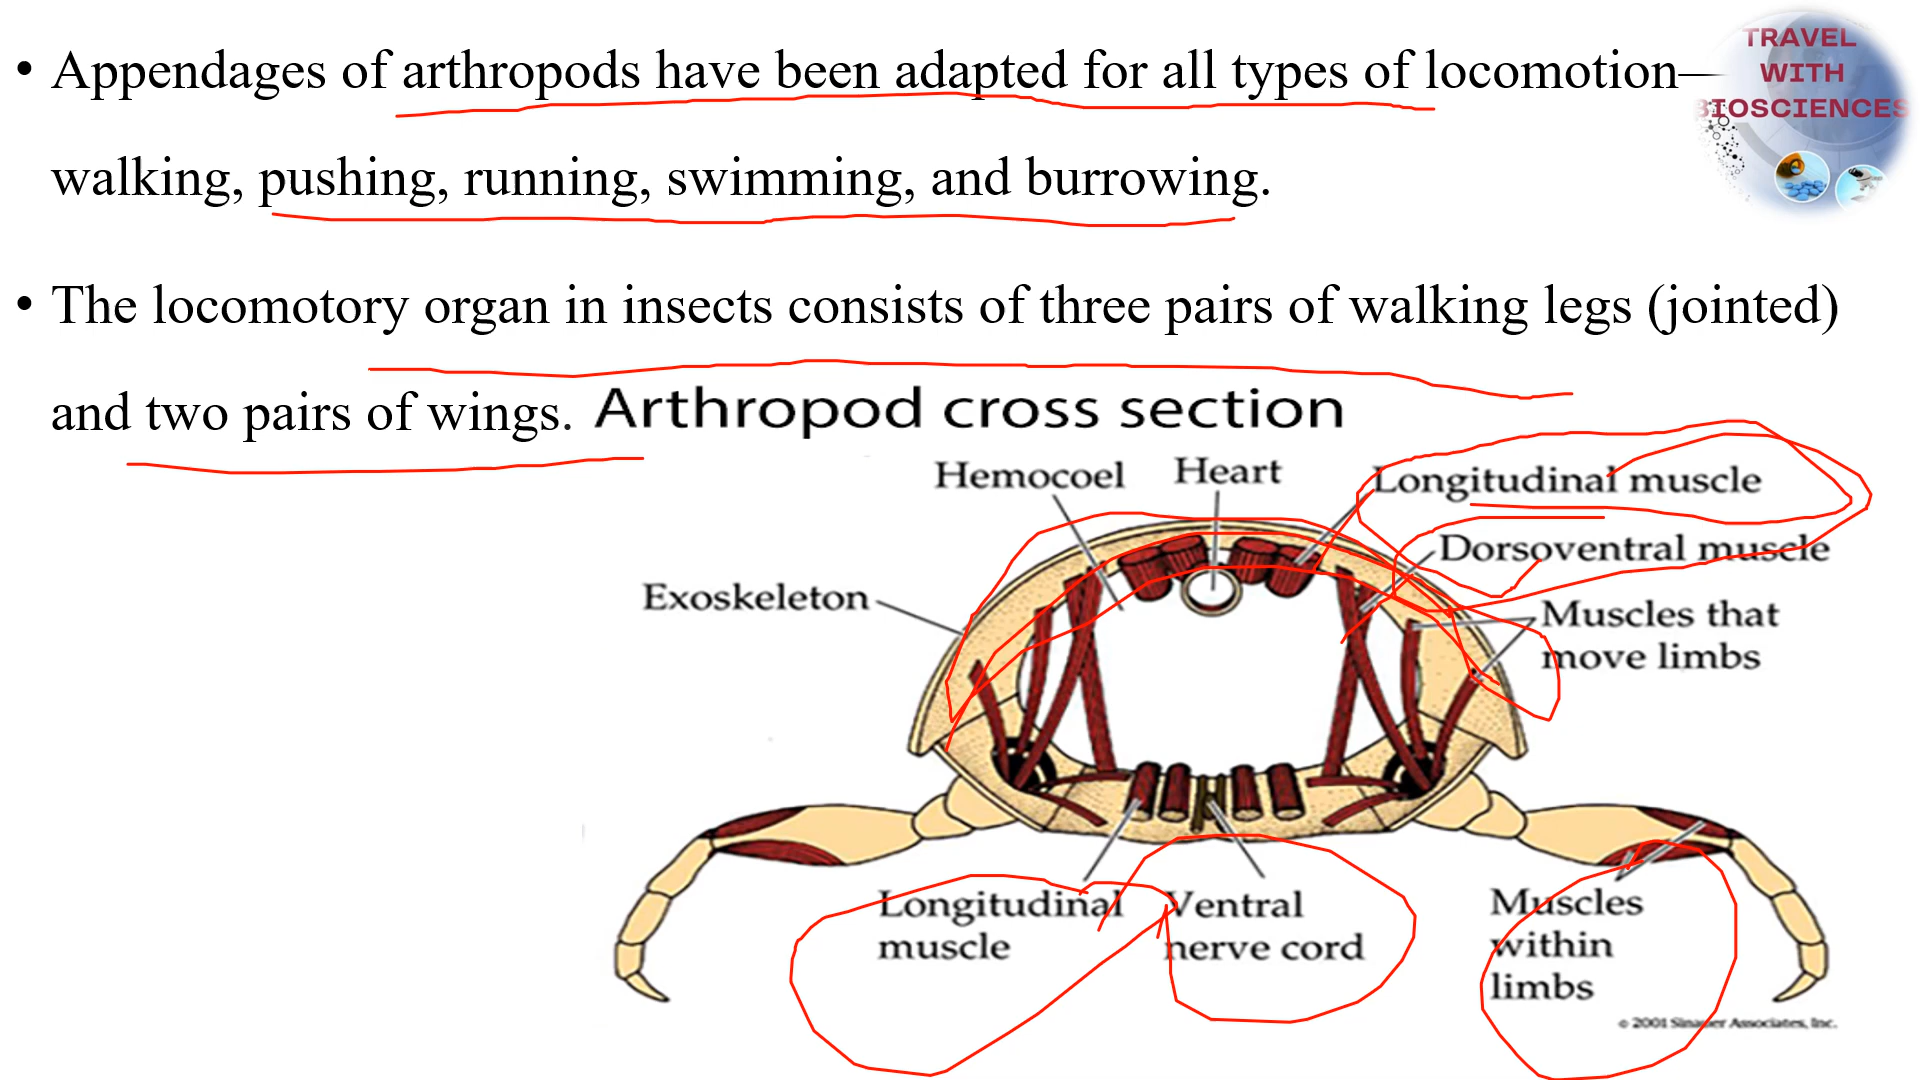 • Appendages of arthropods have been adapted for all types of locomotion—
walking, pushing, running, swimming, and burrowing.
• The locomotory organ in insects consists of three pairs of walking legs (jointed)
and two pairs of wings.
TRAVEL
WITH
BIOSCIENCES
Arthropod cross section
Hemocoel
Heart
Longitudinal muscle
Dorsoventral muscle
Exoskeleton
Muscles that
move limbs
Longitudinal
muscle
Ventral
nerve cord
Muscles
within
limbs
© 2001 Sinauer Associates, Inc.